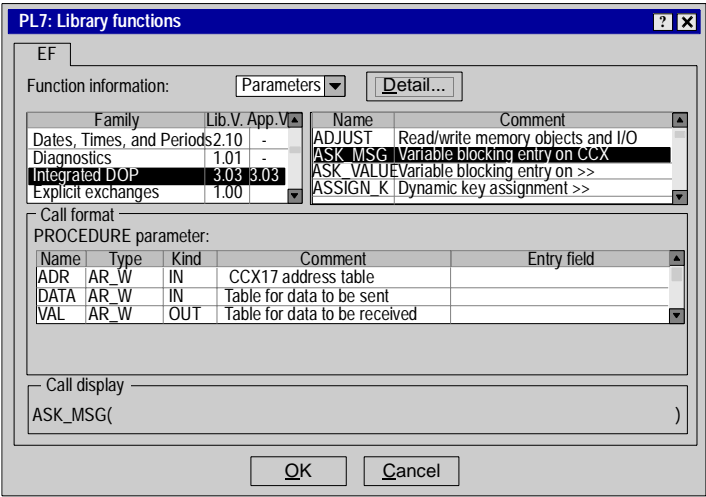 PL7: Library functions ?
EF
Function information: Parameters Detail...
Family Lib.V. App.V
Dates, Times, and Periods 2.10 -
Diagnostics 1.01 -
Integrated DOP 3.03 3.03
Explicit exchanges 1.00
Name Comment
ADJUST Read/write memory objects and I/O
ASK_MSG Variable blocking entry on CCX
ASK_VALUE Variable blocking entry on >>
ASSIGN_K Dynamic key assignment >>
Call format
PROCEDURE parameter:
Name Type Kind Comment Entry field
ADR AR_W IN CCX17 address table
DATA AR_W IN Table for data to be sent
VAL AR_W OUT Table for data to be received
Call display
ASK_MSG( )
OK Cancel